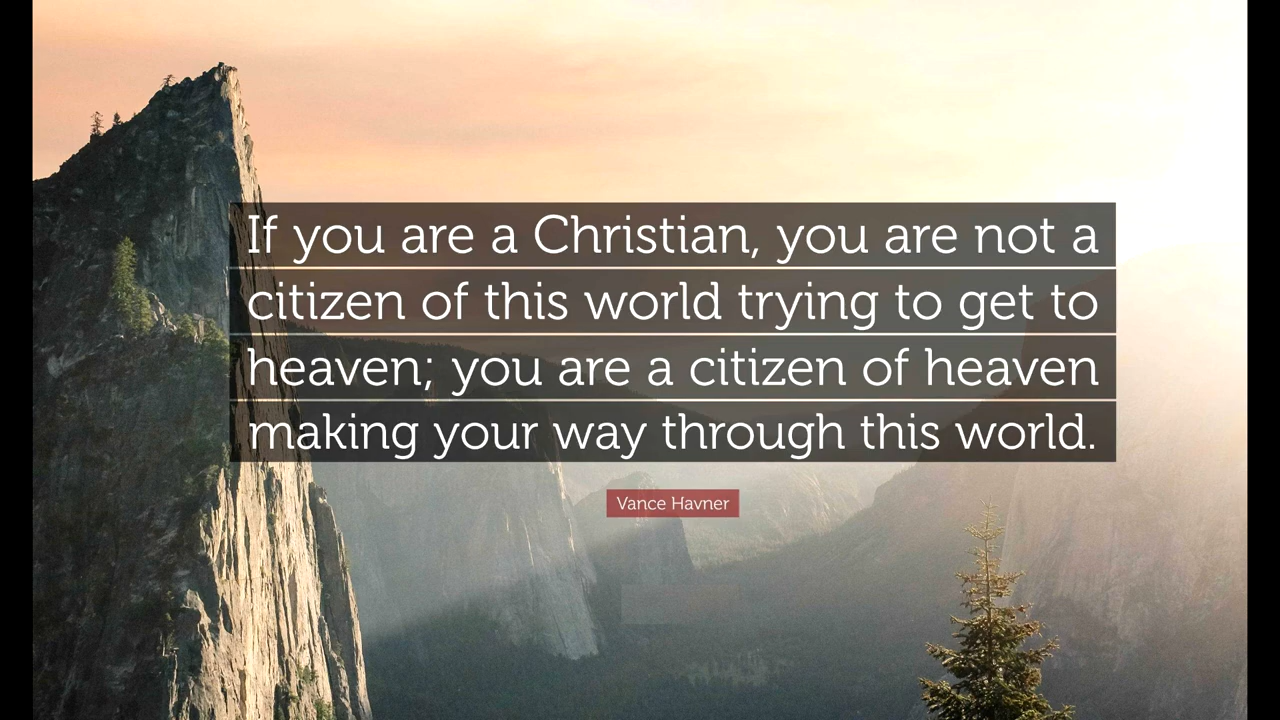 If you are a Christian, you are not a
citizen of this world trying to get to
heaven; you are a citizen of heaven
making your way through this world.
Vance Havner